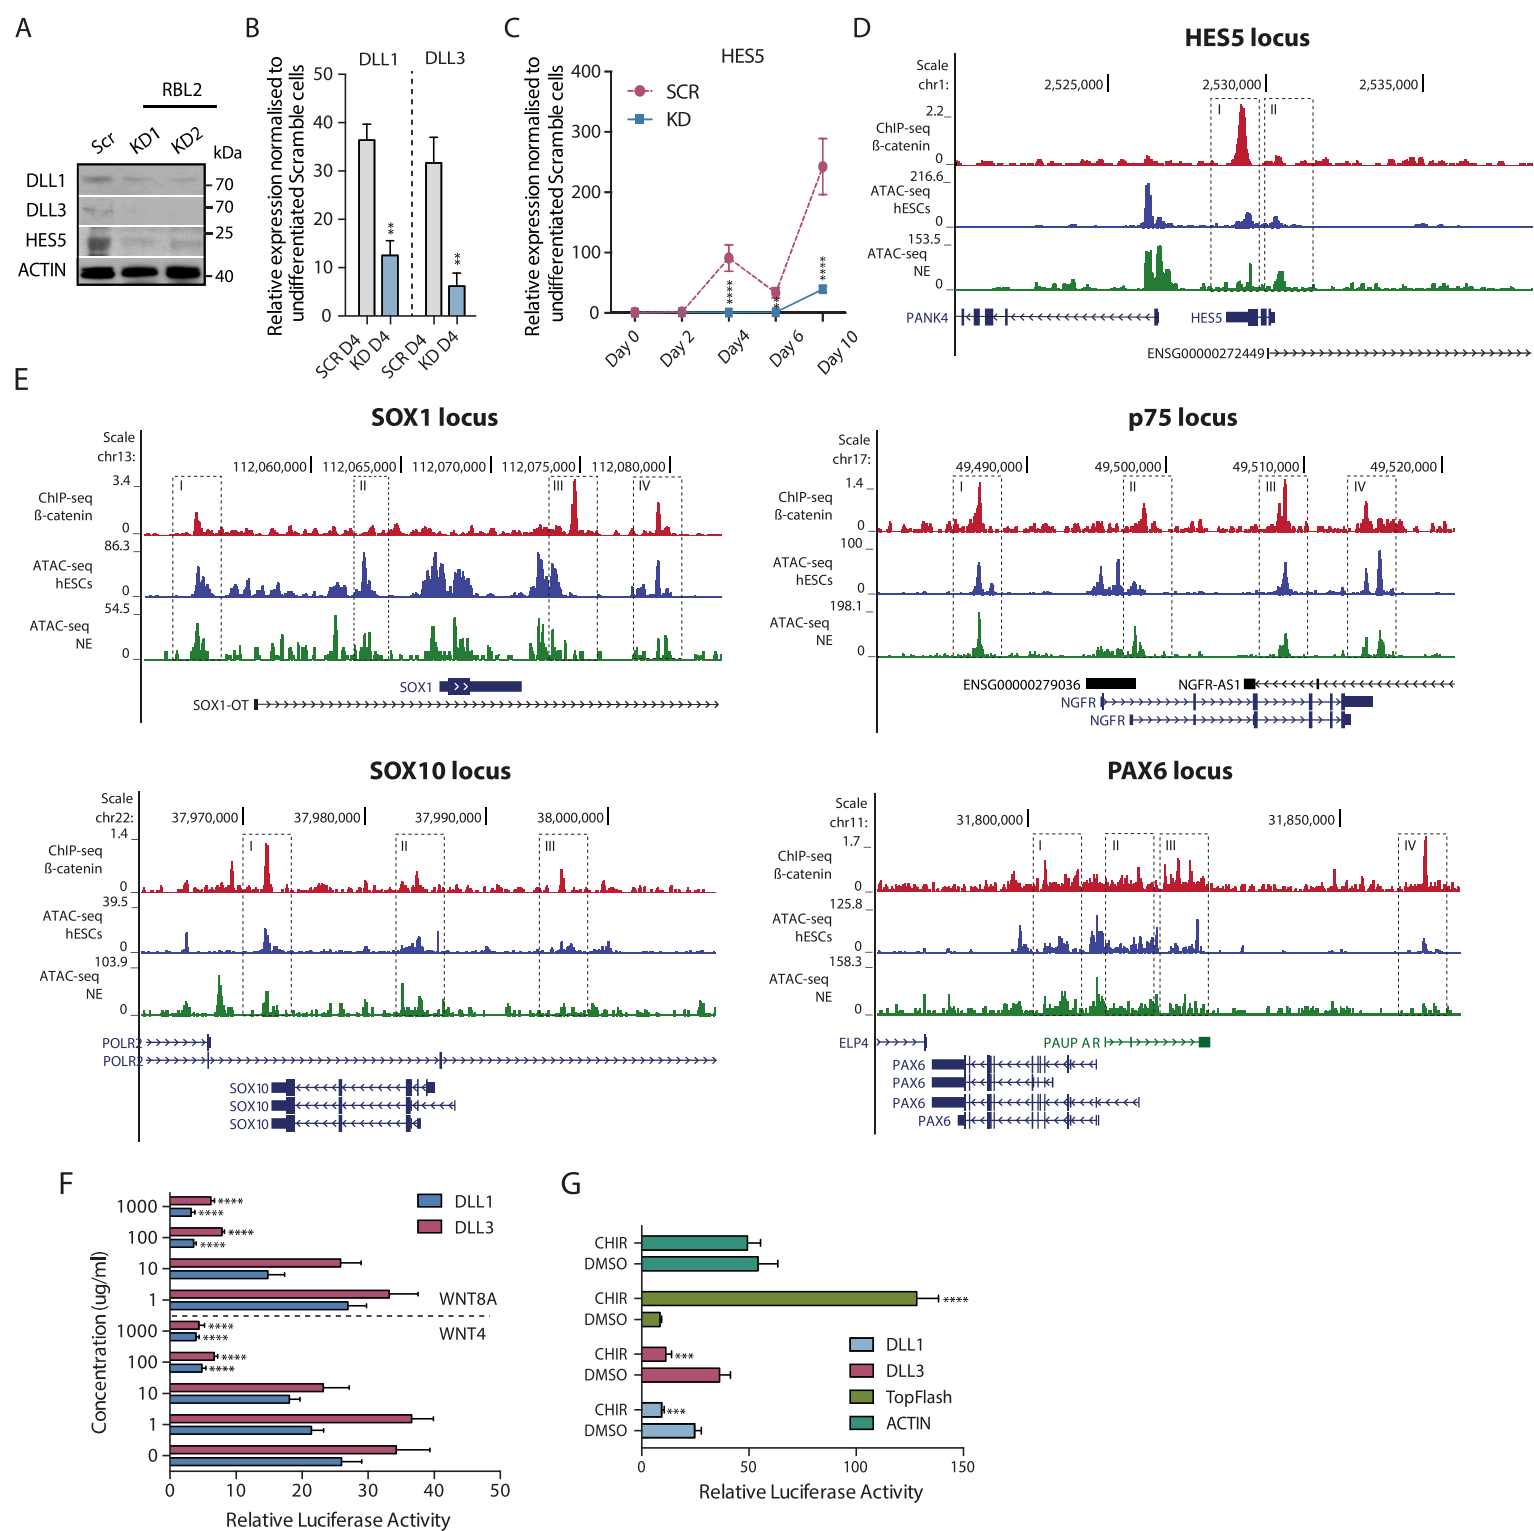 A
RBL2
Scr KD1 KD2
kDa
DLL1
70
DLL3
70
HES5
25
ACTIN
40
B
Relative expression normalised to
undifferentiated Scramble cells
DLL1 DLL3
50
40
30
20
10
0
**
**
SCR D4 KD D4 SCR D4 KD D4
C
HES5
Relative expression normalised to
undifferentiated Scramble cells
400
300
200
100
0
SCR
KD
****
**
****
Day 0 Day 2 Day4 Day 6 Day 10
D
HES5 locus
Scale
chr1:
2,525,000 2,530,000 2,535,000
I II
2.2
ChIP-seq
ß-catenin
0
216.6
ATAC-seq
hESCs
0
153.5
ATAC-seq
NE
0
PANK4 HES5
ENSG00000272449
E
SOX1 locus
Scale
chr13:
112,060,000 112,065,000 112,070,000 112,075,000 112,080,000
I II III IV
3.4
ChIP-seq
ß-catenin
0
86.3
ATAC-seq
hESCs
0
54.5
ATAC-seq
NE
0
SOX1
SOX1-OT
p75 locus
Scale
chr17:
49,490,000 49,500,000 49,510,000 49,520,000
I II III IV
1.4
ChIP-seq
ß-catenin
0
100
ATAC-seq
hESCs
0
198.1
ATAC-seq
NE
0
ENSG00000279036 NGFR-AS1
NGFR
NGFR
SOX10 locus
Scale
chr22:
37,970,000 37,980,000 37,990,000 38,000,000
I II III
1.4
ChIP-seq
ß-catenin
0
39.5
ATAC-seq
hESCs
0
103.9
ATAC-seq
NE
0
POLR2
POLR2
SOX10
SOX10
SOX10
PAX6 locus
Scale
chr11:
31,800,000 31,850,000
I II III IV
1.7
ChIP-seq
ß-catenin
0
125.8
ATAC-seq
hESCs
0
158.3
ATAC-seq
NE
0
ELP4 PAUP AR
PAX6
PAX6
PAX6
PAX6
F
Concentration (ug/ml)
DLL1
DLL3
1000 ****
****
100 ****
****
10
1
WNT8A
WNT4
1000 ****
****
100 ****
****
10
1
0
0 10 20 30 40 50
Relative Luciferase Activity
G
CHIR
DMSO
CHIR ****
DMSO
CHIR ***
DMSO
CHIR ***
DMSO
DLL1
DLL3
TopFlash
ACTIN
0 50 100 150
Relative Luciferase Activity